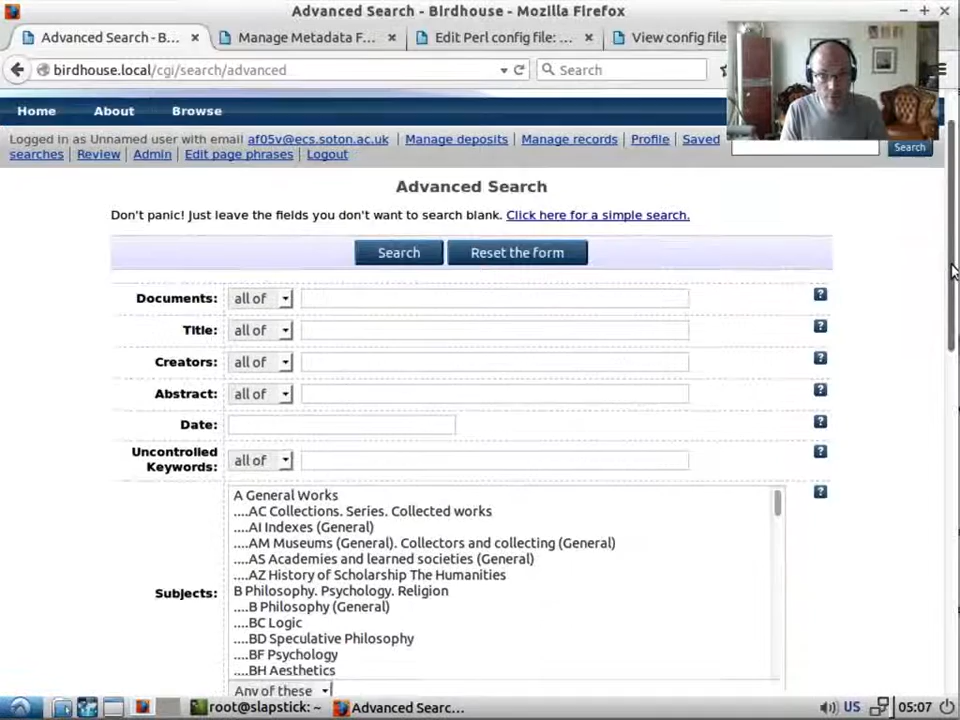 Advanced Search - Birdhouse - Mozilla Firefox
Advanced Search - B... × Manage Metadata F... × Edit Perl config file: ... × View config file
birdhouse.local/cgi/search/advanced Search
Home About Browse
Logged in as Unnamed user with email af05v@ecs.soton.ac.uk Manage deposits Manage records Profile Saved
searches Review Admin Edit page phrases Logout Search
Advanced Search
Don't panic! Just leave the fields you don't want to search blank. Click here for a simple search.
Search Reset the form
Documents: all of ?
Title: all of ?
Creators: all of ?
Abstract: all of ?
Date: ?
Uncontrolled
Keywords: all of ?
A General Works ?
....AC Collections. Series. Collected works
....AI Indexes (General)
....AM Museums (General). Collectors and collecting (General)
....AS Academies and learned societies (General)
....AZ History of Scholarship The Humanities
Subjects: B Philosophy. Psychology. Religion
....B Philosophy (General)
....BC Logic
....BD Speculative Philosophy
....BF Psychology
....BH Aesthetics
Any of these
root@slapstick: ~ Advanced Searc... US 05:07